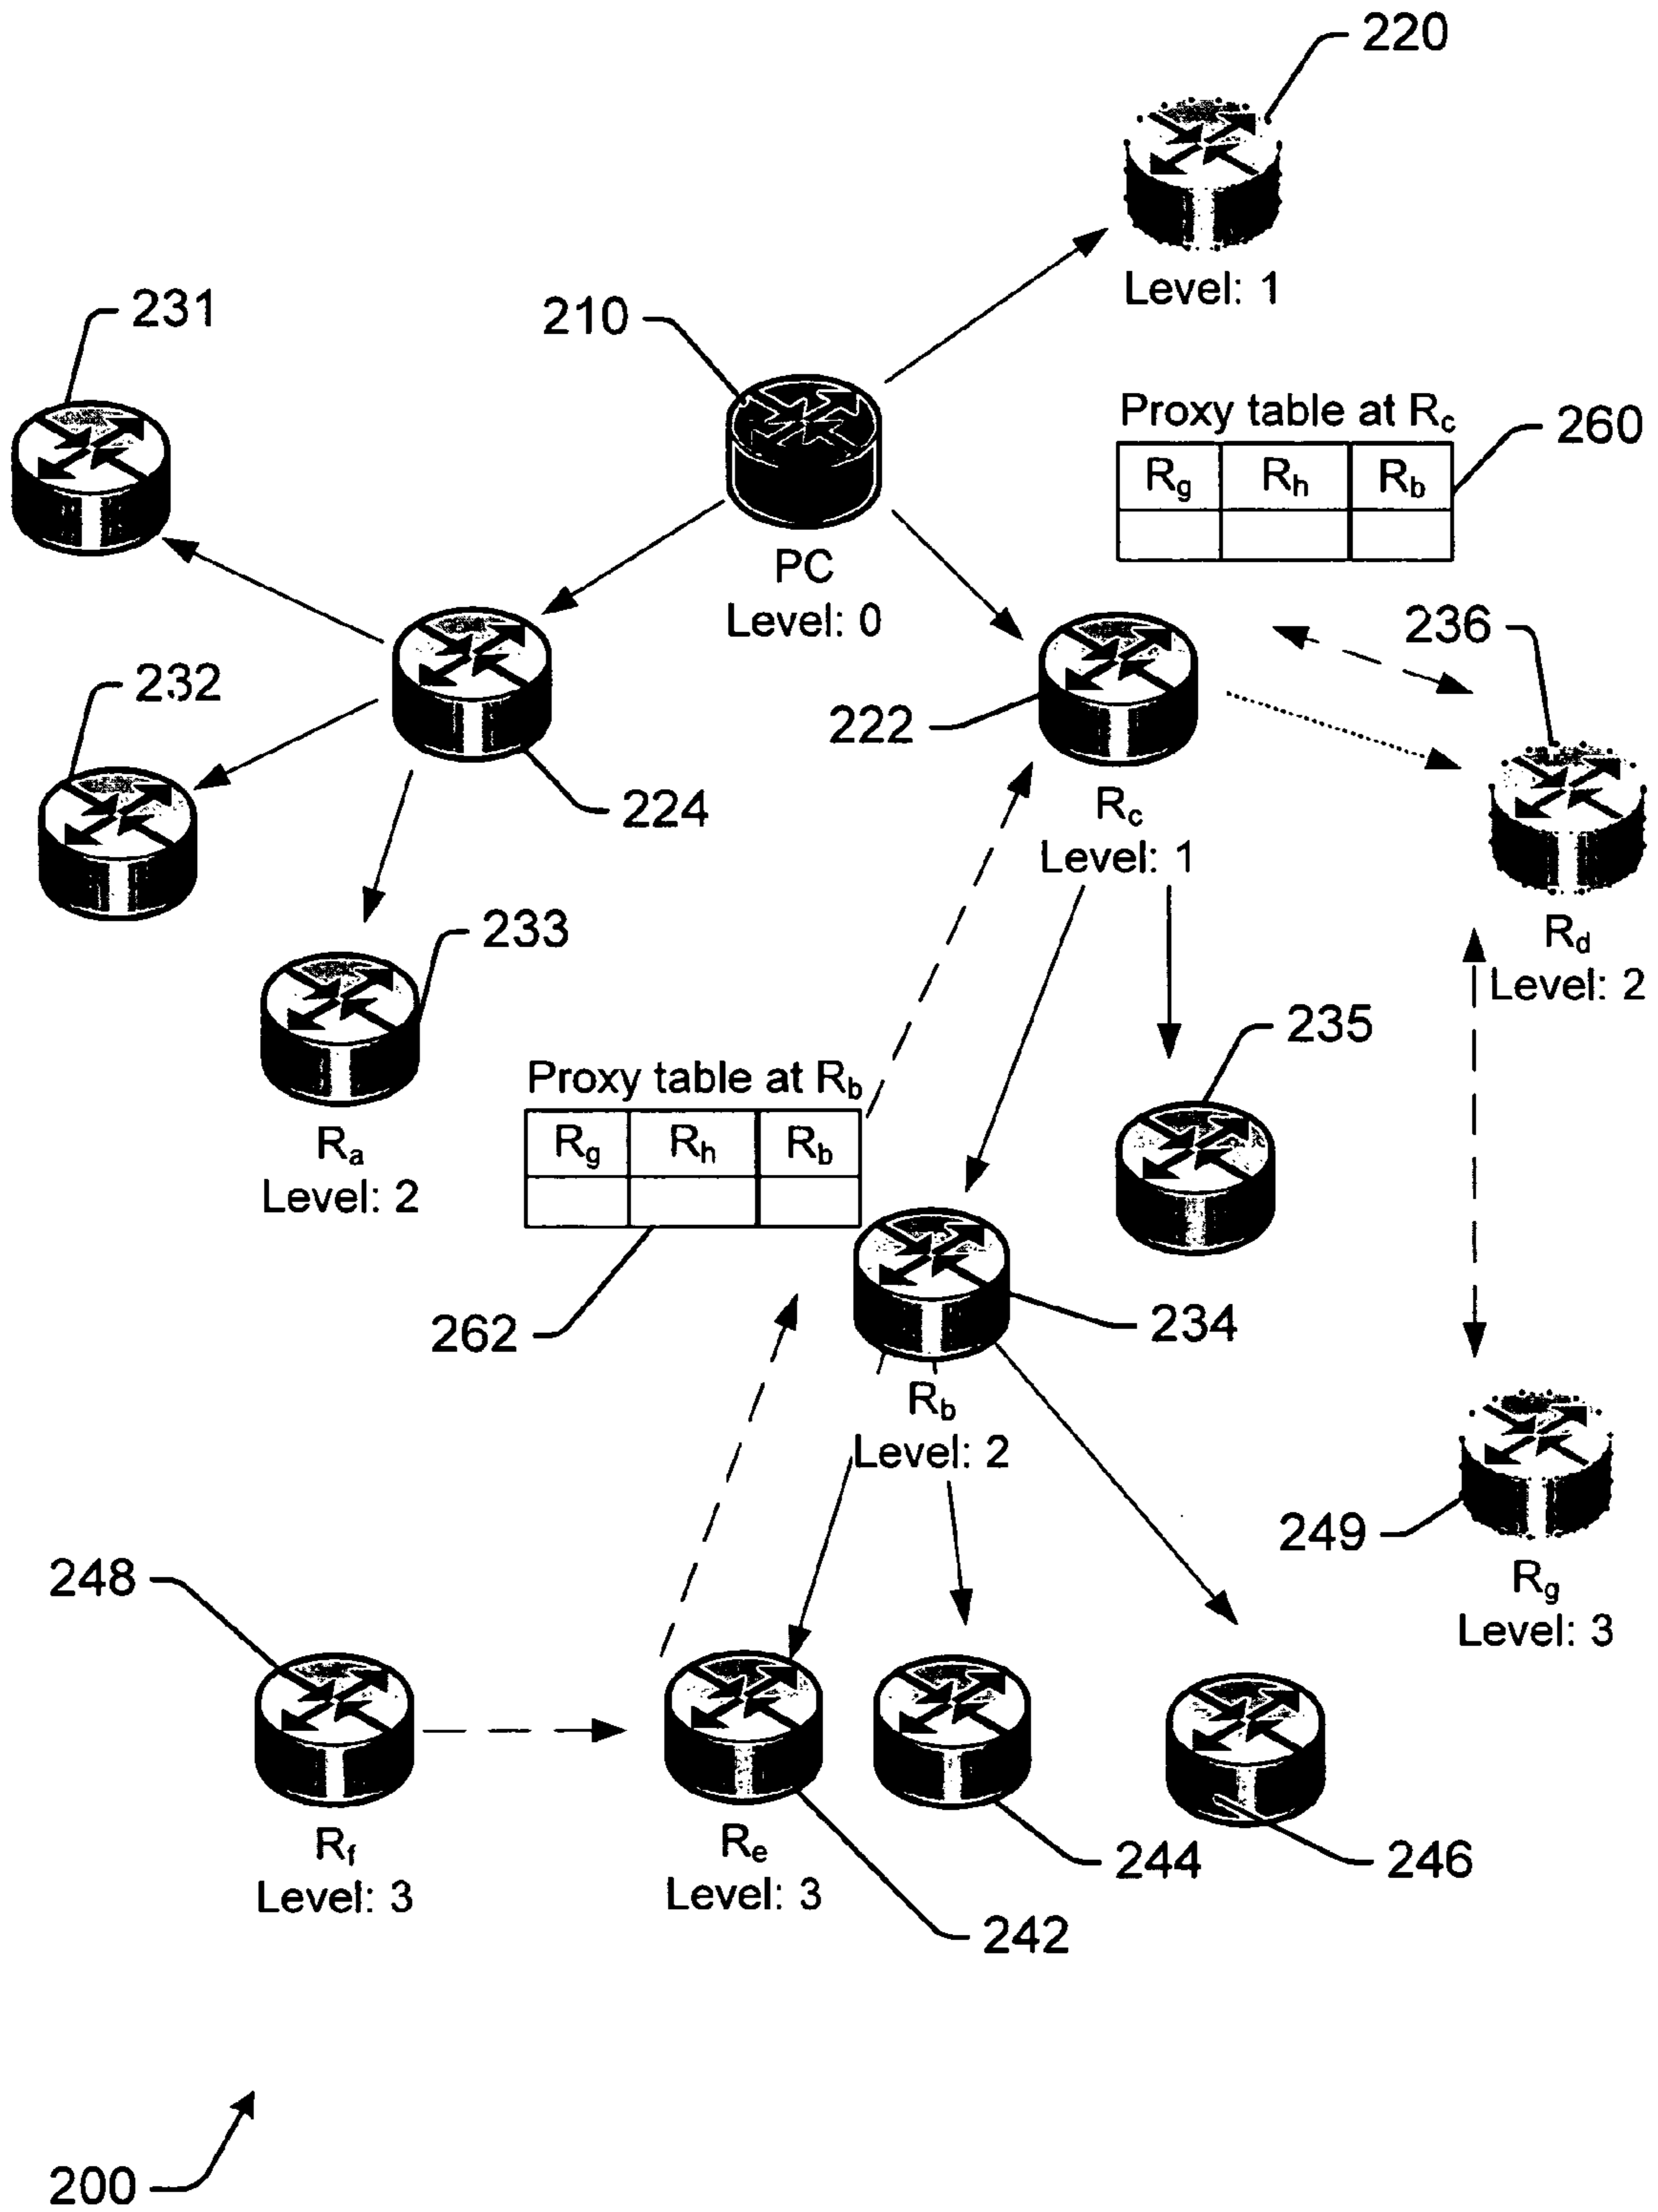 220
Level: 1
231
210
Proxy table at Rc
260
Rg Rh Rb
PC
Level: 0
236
232
222
224
Rc
Level: 1
233
Rd
Level: 2
235
Proxy table at Rb
Rg Rh Rb
Ra
Level: 2
262
234
Rb
Level: 2
249
Rg
Level: 3
248
Rf
Level: 3
Re
Level: 3
244
246
242
200